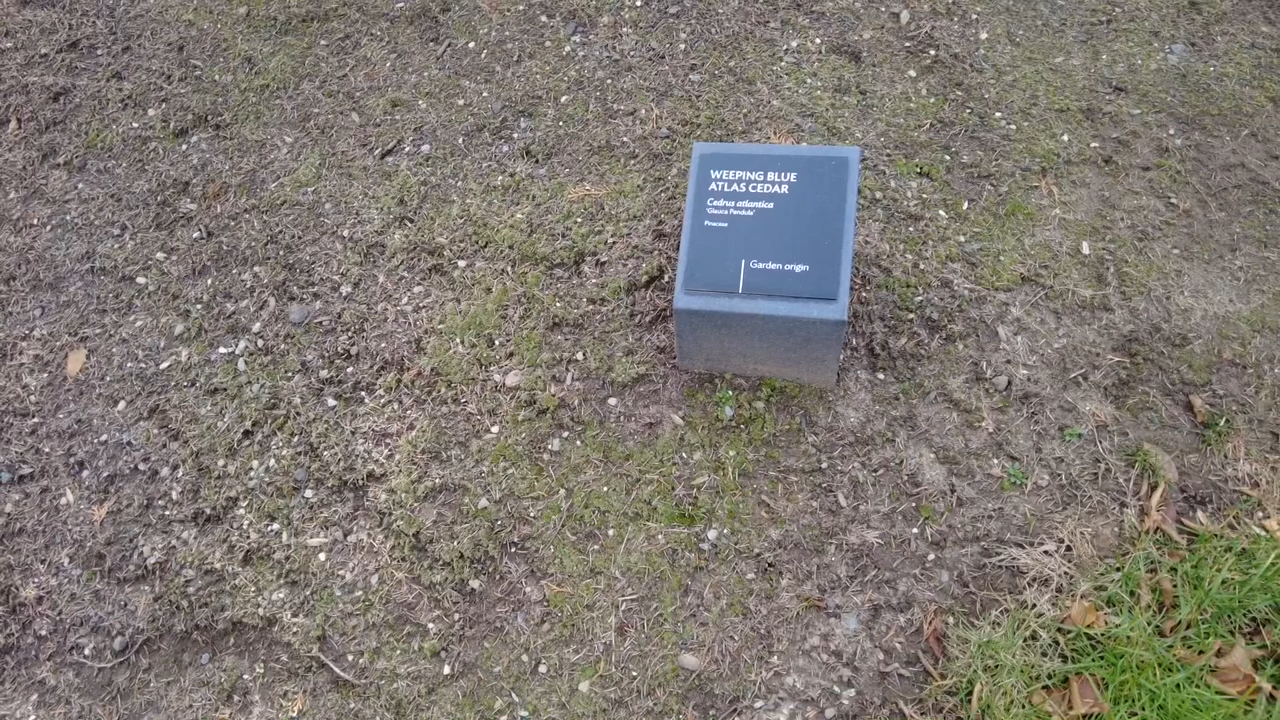 WEEPING BLUE
ATLAS CEDAR
Cedrus atlantica
'Glauca Pendula'
Pinaceae
Garden origin